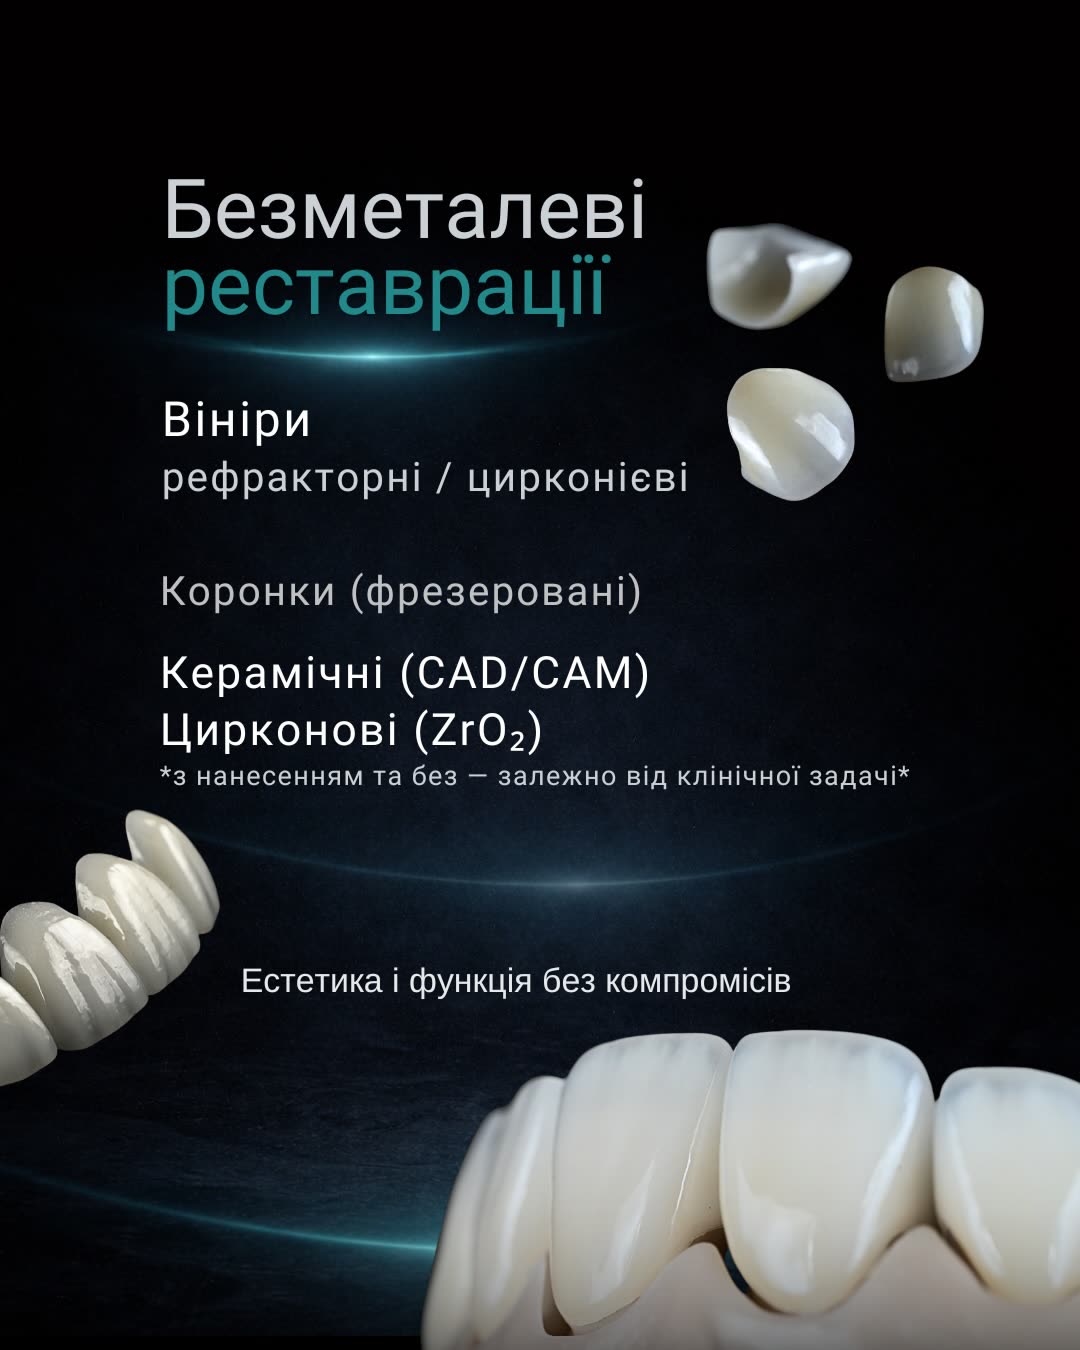 Безметалеві
реставрації
Вініри
рефракторні / цирконієві
Коронки (фрезеровані)
Керамічні (CAD/CAM)
Цирконові (ZrO₂)
*з нанесенням та без — залежно від клінічної задачі*
Естетика і функція без компромісів